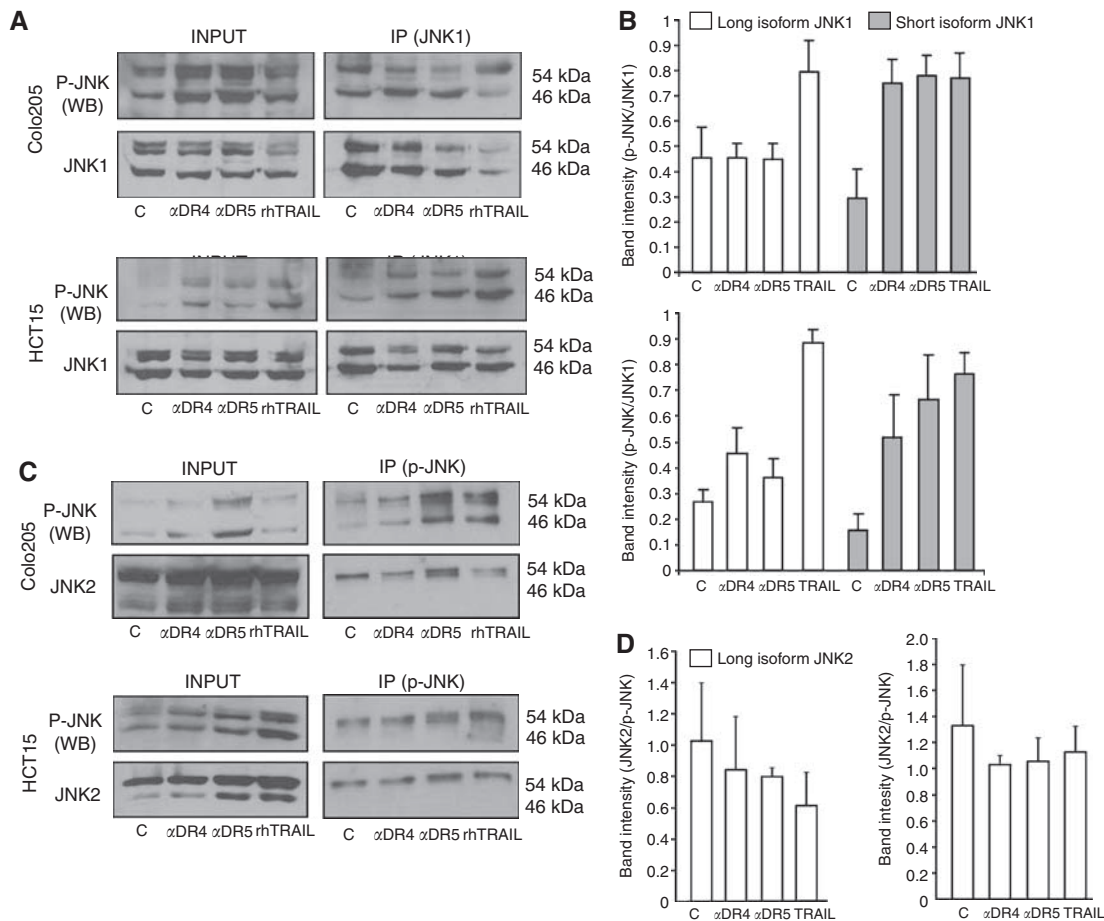 A
INPUT IP (JNK1)
Colo205
P-JNK
(WB)
54 kDa
46 kDa
JNK1
54 kDa
46 kDa
C αDR4 αDR5 rhTRAIL C αDR4 αDR5 rhTRAIL
HCT15
INPUT IP (JNK1)
P-JNK
(WB)
54 kDa
46 kDa
JNK1
54 kDa
46 kDa
C αDR4 αDR5 rhTRAIL C αDR4 αDR5 rhTRAIL
B
Long isoform JNK1 Short isoform JNK1
Band intensity (p-JNK/JNK1)
1
0.9
0.8
0.7
0.6
0.5
0.4
0.3
0.2
0.1
0
C αDR4 αDR5 TRAIL C αDR4 αDR5 TRAIL
Band intensity (p-JNK/JNK1)
1
0.9
0.8
0.7
0.6
0.5
0.4
0.3
0.2
0.1
0
C αDR4 αDR5 TRAIL C αDR4 αDR5 TRAIL
C
INPUT IP (p-JNK)
Colo205
P-JNK
(WB)
54 kDa
46 kDa
JNK2
54 kDa
46 kDa
C αDR4 αDR5 rhTRAIL C αDR4 αDR5 rhTRAIL
INPUT IP (p-JNK)
HCT15
P-JNK
(WB)
54 kDa
46 kDa
JNK2
54 kDa
46 kDa
C αDR4 αDR5 rhTRAIL C αDR4 αDR5 rhTRAIL
D
Long isoform JNK2
Band intensity (JNK2/p-JNK)
1.6
1.4
1.2
1.0
0.8
0.6
0.4
0.2
0
C αDR4 αDR5 TRAIL
Band intesity (JNK2/p-JNK)
2.0
1.8
1.6
1.4
1.2
1.0
0.8
0.6
0.4
0.2
0
C αDR4 αDR5 TRAIL